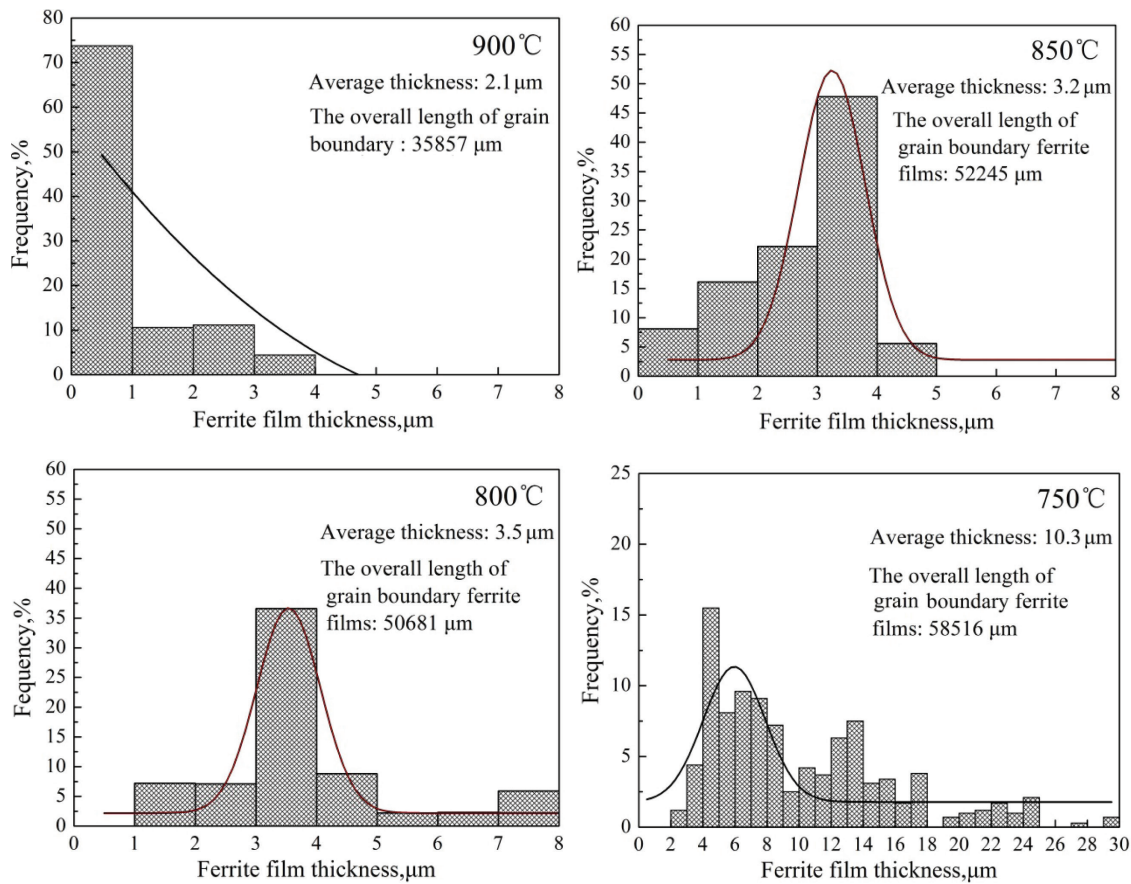 900℃
Average thickness: 2.1 μm
The overall length of grain
boundary : 35857 μm
Frequency,%
80
70
60
50
40
30
20
10
0
0 1 2 3 4 5 6 7 8
Ferrite film thickness,μm
850℃
Average thickness: 3.2 μm
The overall length of
grain boundary ferrite
films: 52245 μm
Frequency,%
60
55
50
45
40
35
30
25
20
15
10
5
0
0 1 2 3 4 5 6 7 8
Ferrite film thickness,μm
800℃
Average thickness: 3.5 μm
The overall length of
grain boundary ferrite
films: 50681 μm
Fequency,%
60
55
50
45
40
35
30
25
20
15
10
5
0
0 1 2 3 4 5 6 7 8
Ferrite film thickness,μm
750℃
Average thickness: 10.3 μm
The overall length of
grain boundary ferrite
films: 58516 μm
Frequency,%
25
20
15
10
5
0
0 2 4 6 8 10 12 14 16 18 20 22 24 26 28 30
Ferrite film thickness,μm